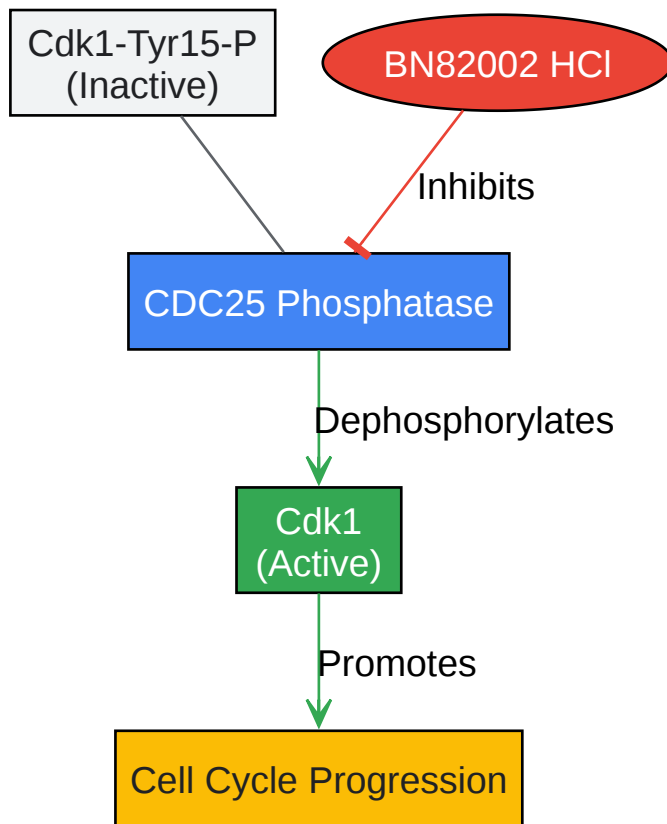 Cdk1-Tyr15-P
(Inactive)
BN82002 HCl
Inhibits
CDC25 Phosphatase
Dephosphorylates
Cdk1
(Active)
Promotes
Cell Cycle Progression